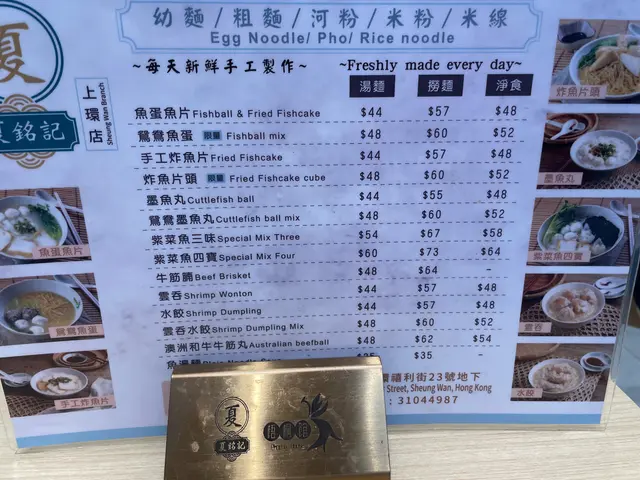 夏
夏銘記
上環店
Sheung Wan Branch
幼麵 / 粗麵 / 河粉 / 米粉 / 米線
Egg Noodle/ Pho/ Rice noodle
~每天新鮮手工製作~ ~Freshly made every day~
湯麵 撈麵 淨食
魚蛋魚片 Fishball & Fried Fishcake $44 $57 $48
鴛鴦魚蛋 限量 Fishball mix $48 $60 $52
手工炸魚片 Fried Fishcake $44 $57 $48
炸魚片頭 限量 Fried Fishcake cube $48 $60 $52
墨魚丸 Cuttlefish ball $44 $55 $48
鴛鴦墨魚丸 Cuttlefish ball mix $48 $60 $52
紫菜魚三味 Special Mix Three $54 $67 $58
紫菜魚四寶 Special Mix Four $60 $73 $64
牛筋腩 Beef Brisket $48 $64 -
雲吞 Shrimp Wonton $44 $57 $48
水餃 Shrimp Dumpling $44 $57 $48
雲吞水餃 Shrimp Dumpling Mix $48 $60 $52
澳洲和牛牛筋丸 Australian beefball $48 $62 $54
$35 -
魚蛋魚片
鴛鴦魚蛋
手工炸魚片
炸魚片頭
墨魚丸
紫菜魚四寶
雲吞
水餃
禧利街23號地下
Street, Sheung Wan, Hong Kong
: 31044987
夏
夏銘記